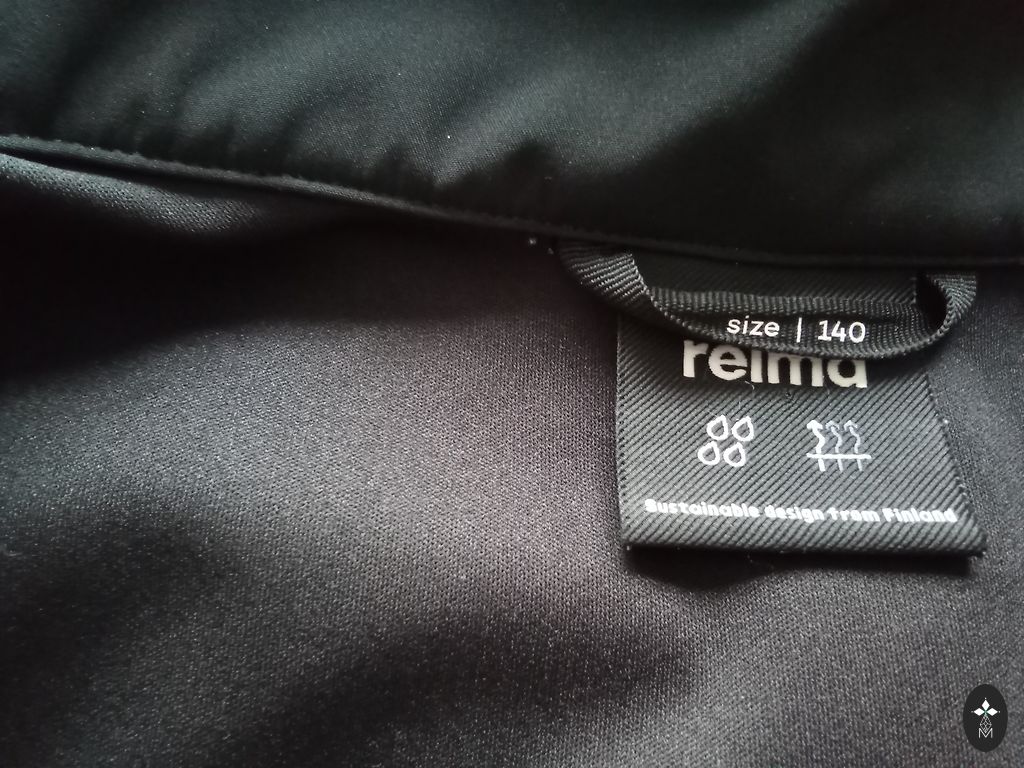 size | 140
reima
Sustainable design from Finland
M